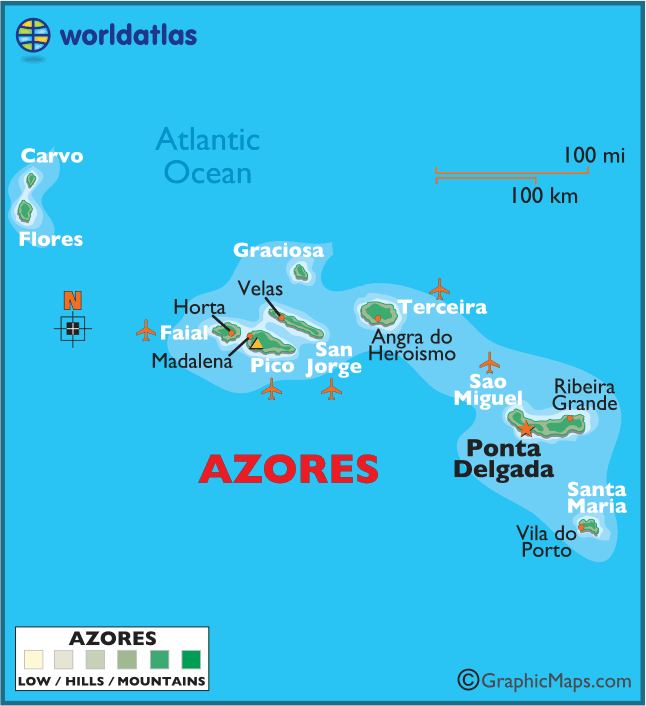 worldatlas
Atlantic
Ocean
100 mi
100 km
Carvo
Flores
Graciosa
Velas
Horta
N
Faial
Madalena
Pico
San
Jorge
Terceira
Angra do
Heroismo
Sao
Miguel
Ribeira
Grande
Ponta
Delgada
AZORES
Santa
Maria
Vila do
Porto
AZORES
LOW / HILLS / MOUNTAINS
©GraphicMaps.com